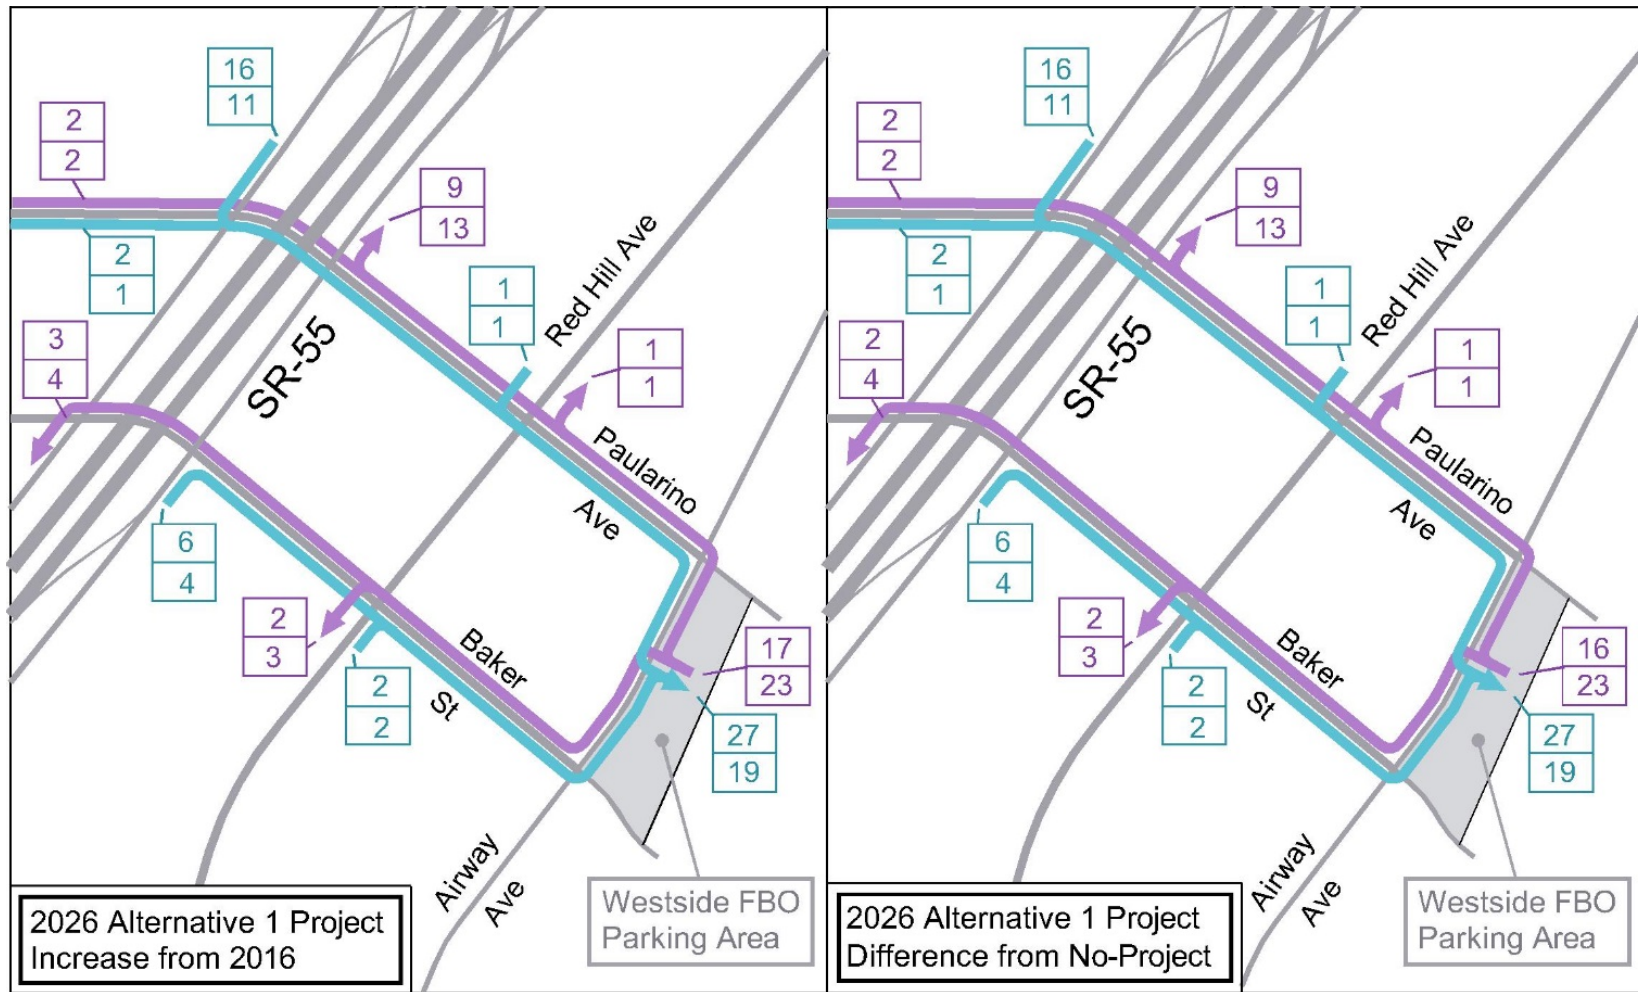 16
11
2
2
9
13
2
1
1
1
Red Hill Ave
3
4
SR-55
1
1
Paularino
Ave
6
4
2
3
Baker
St
2
2
17
23
27
19
Airway
Ave
Westside FBO
Parking Area
2026 Alternative 1 Project
Increase from 2016
16
11
2
2
9
13
2
1
1
1
Red Hill Ave
2
4
SR-55
1
1
Paularino
Ave
6
4
2
3
Baker
St
2
2
16
23
27
19
Airway
Ave
Westside FBO
Parking Area
2026 Alternative 1 Project
Difference from No-Project